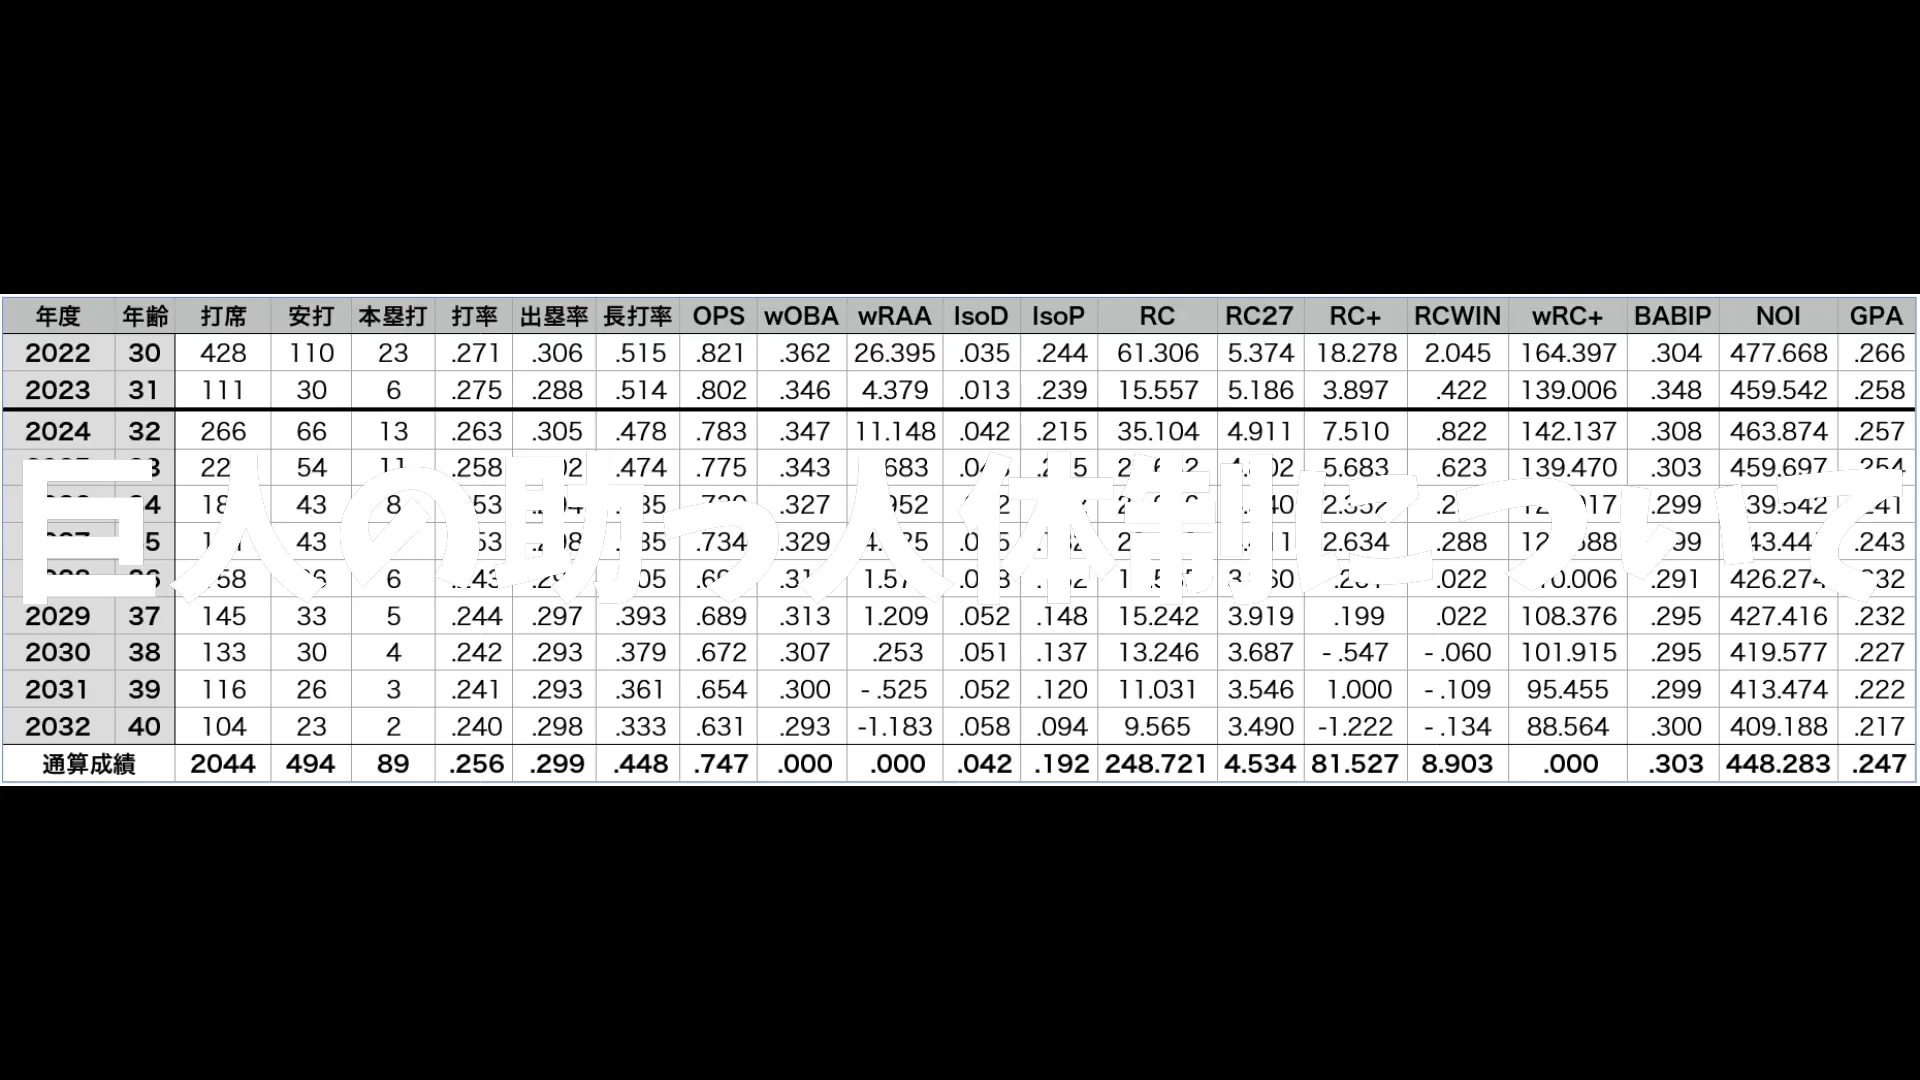 年度 年齢 打席 安打 本塁打 打率 出塁率 長打率 OPS wOBA wRAA IsoD IsoP RC RC27 RC+ RCWIN wRC+ BABIP NOI GPA
2022 30 428 110 23 .271 .306 .515 .821 .362 26.395 .035 .244 61.306 5.374 18.278 2.045 164.397 .304 477.668 .266
2023 31 111 30 6 .275 .288 .514 .802 .346 4.379 .013 .239 15.557 5.186 3.897 .422 139.006 .348 459.542 .258
2024 32 266 66 13 .263 .305 .478 .783 .347 11.148 .042 .215 35.104 4.911 7.510 .822 142.137 .308 463.874 .257
54 11 .258 .474 .775 .343 5.683 .623 139.470 .303 459.697 .254
巨人の助っ人体制について
43 8 .327 .299
43 .734 .329 2.634 .288 .243
6 .022 .291 426.274
2029 37 145 33 5 .244 .297 .393 .689 .313 1.209 .052 .148 15.242 3.919 .199 .022 108.376 .295 427.416 .232
2030 38 133 30 4 .242 .293 .379 .672 .307 .253 .051 .137 13.246 3.687 - .547 - .060 101.915 .295 419.577 .227
2031 39 116 26 3 .241 .293 .361 .654 .300 - .525 .052 .120 11.031 3.546 1.000 - .109 95.455 .299 413.474 .222
2032 40 104 23 2 .240 .298 .333 .631 .293 -1.183 .058 .094 9.565 3.490 -1.222 - .134 88.564 .300 409.188 .217
通算成績 2044 494 89 .256 .299 .448 .747 .000 .000 .042 .192 248.721 4.534 81.527 8.903 .000 .303 448.283 .247